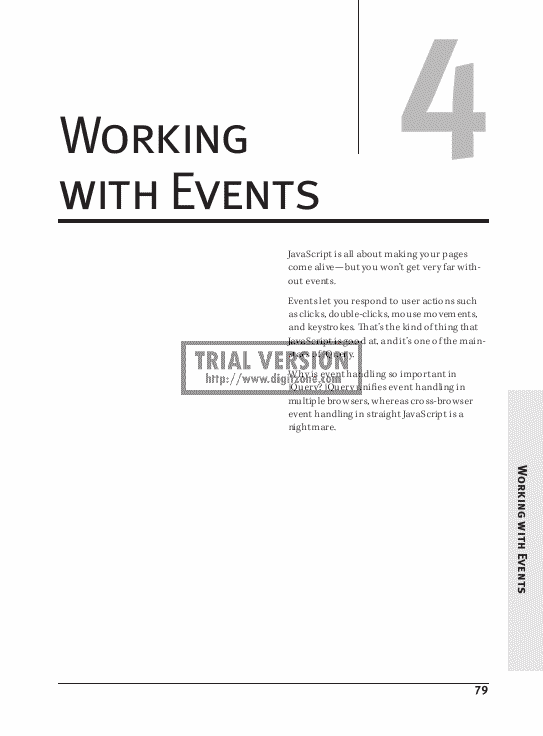 4
WORKING
WITH EVENTS
JavaScript is all about making your pages
come alive—but you won't get very far with-
out events.
Events let you respond to user actions such
as clicks, double-clicks, mouse movements,
and keystrokes. That's the kind of thing that
JavaScript is good at, and it's one of the main-
stays of jQuery.
Why is event handling so important in
jQuery? jQuery unifies event handling in
multiple browsers, whereas cross-browser
event handling in straight JavaScript is a
nightmare.
TRIAL VERSION
http://www.digitzone.com
WORKING WITH EVENTS
79